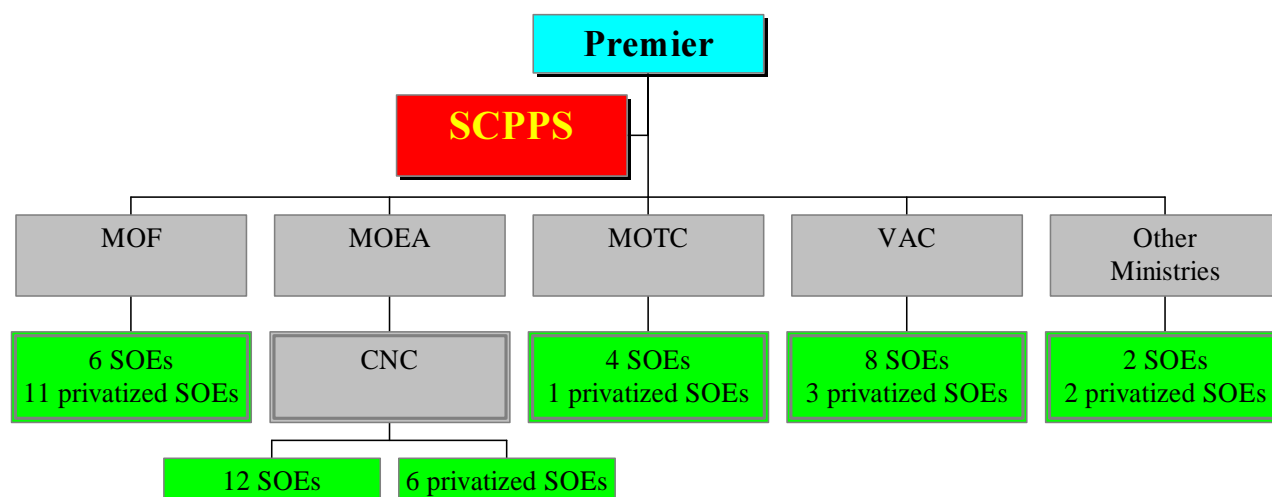 Premier
SCPPS
MOF
MOEA
MOTC
VAC
Other
Ministries
6 SOEs
11 privatized SOEs
CNC
4 SOEs
1 privatized SOEs
8 SOEs
3 privatized SOEs
2 SOEs
2 privatized SOEs
12 SOEs
6 privatized SOEs